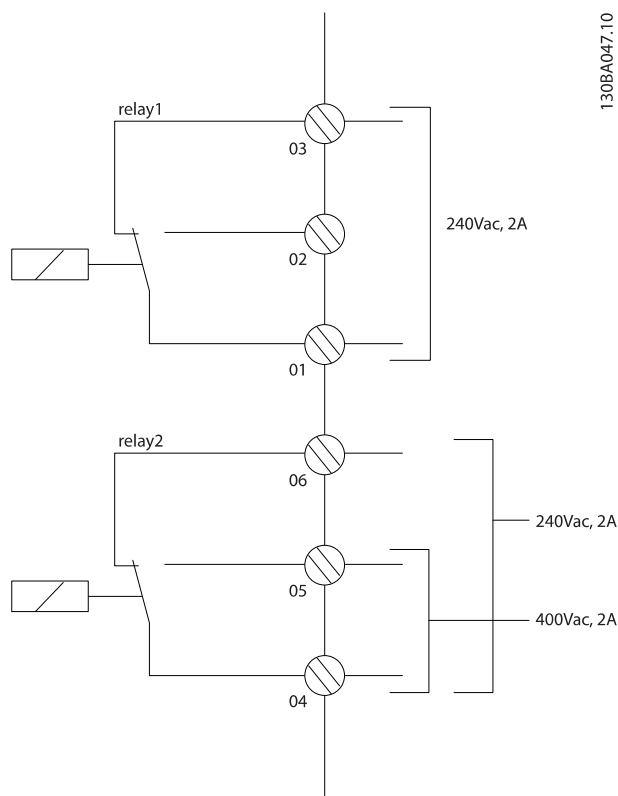 130BA047.10
relay1
03
240Vac, 2A
02
01
relay2
06
240Vac, 2A
05
400Vac, 2A
04